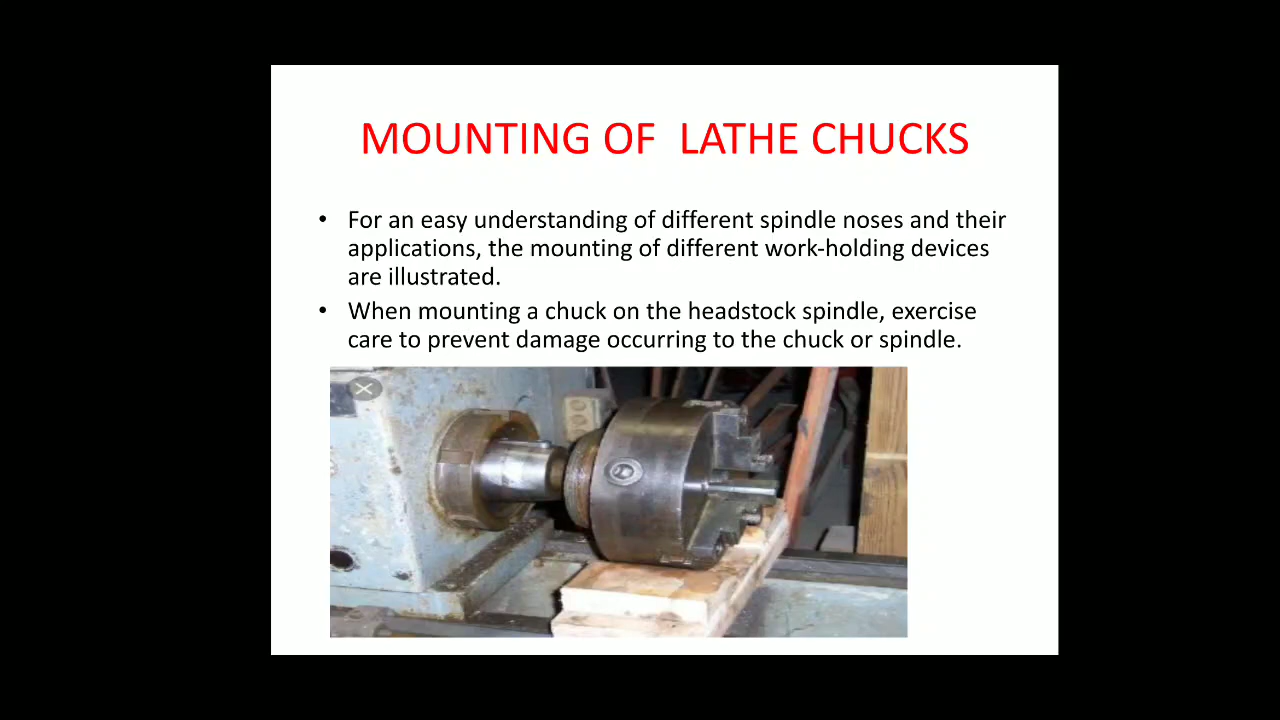 MOUNTING OF LATHE CHUCKS
• For an easy understanding of different spindle noses and their
applications, the mounting of different work-holding devices
are illustrated.
• When mounting a chuck on the headstock spindle, exercise
care to prevent damage occurring to the chuck or spindle.